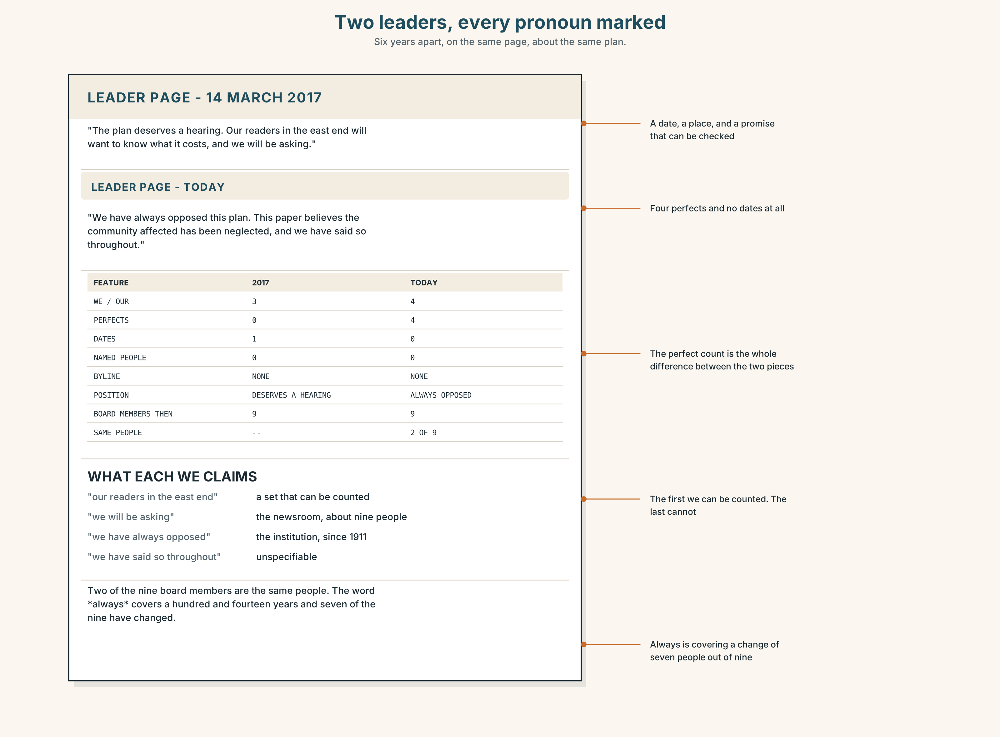 Two leaders, every pronoun marked
Six years apart, on the same page, about the same plan.
LEADER PAGE - 14 MARCH 2017
"The plan deserves a hearing. Our readers in the east end will
want to know what it costs, and we will be asking."
A date, a place, and a promise
that can be checked
LEADER PAGE - TODAY
"We have always opposed this plan. This paper believes the
community affected has been neglected, and we have said so
throughout."
Four perfects and no dates at all
FEATURE 2017 TODAY
WE / OUR 3 4
PERFECTS 0 4
DATES 1 0
NAMED PEOPLE 0 0
BYLINE NONE NONE
POSITION DESERVES A HEARING ALWAYS OPPOSED
BOARD MEMBERS THEN 9 9
SAME PEOPLE -- 2 OF 9
The perfect count is the whole
difference between the two pieces
WHAT EACH WE CLAIMS
"our readers in the east end" a set that can be counted
"we will be asking" the newsroom, about nine people
"we have always opposed" the institution, since 1911
"we have said so throughout" unspecifiable
The first we can be counted. The
last cannot
Two of the nine board members are the same people. The word
*always* covers a hundred and fourteen years and seven of the
nine have changed.
Always is covering a change of
seven people out of nine